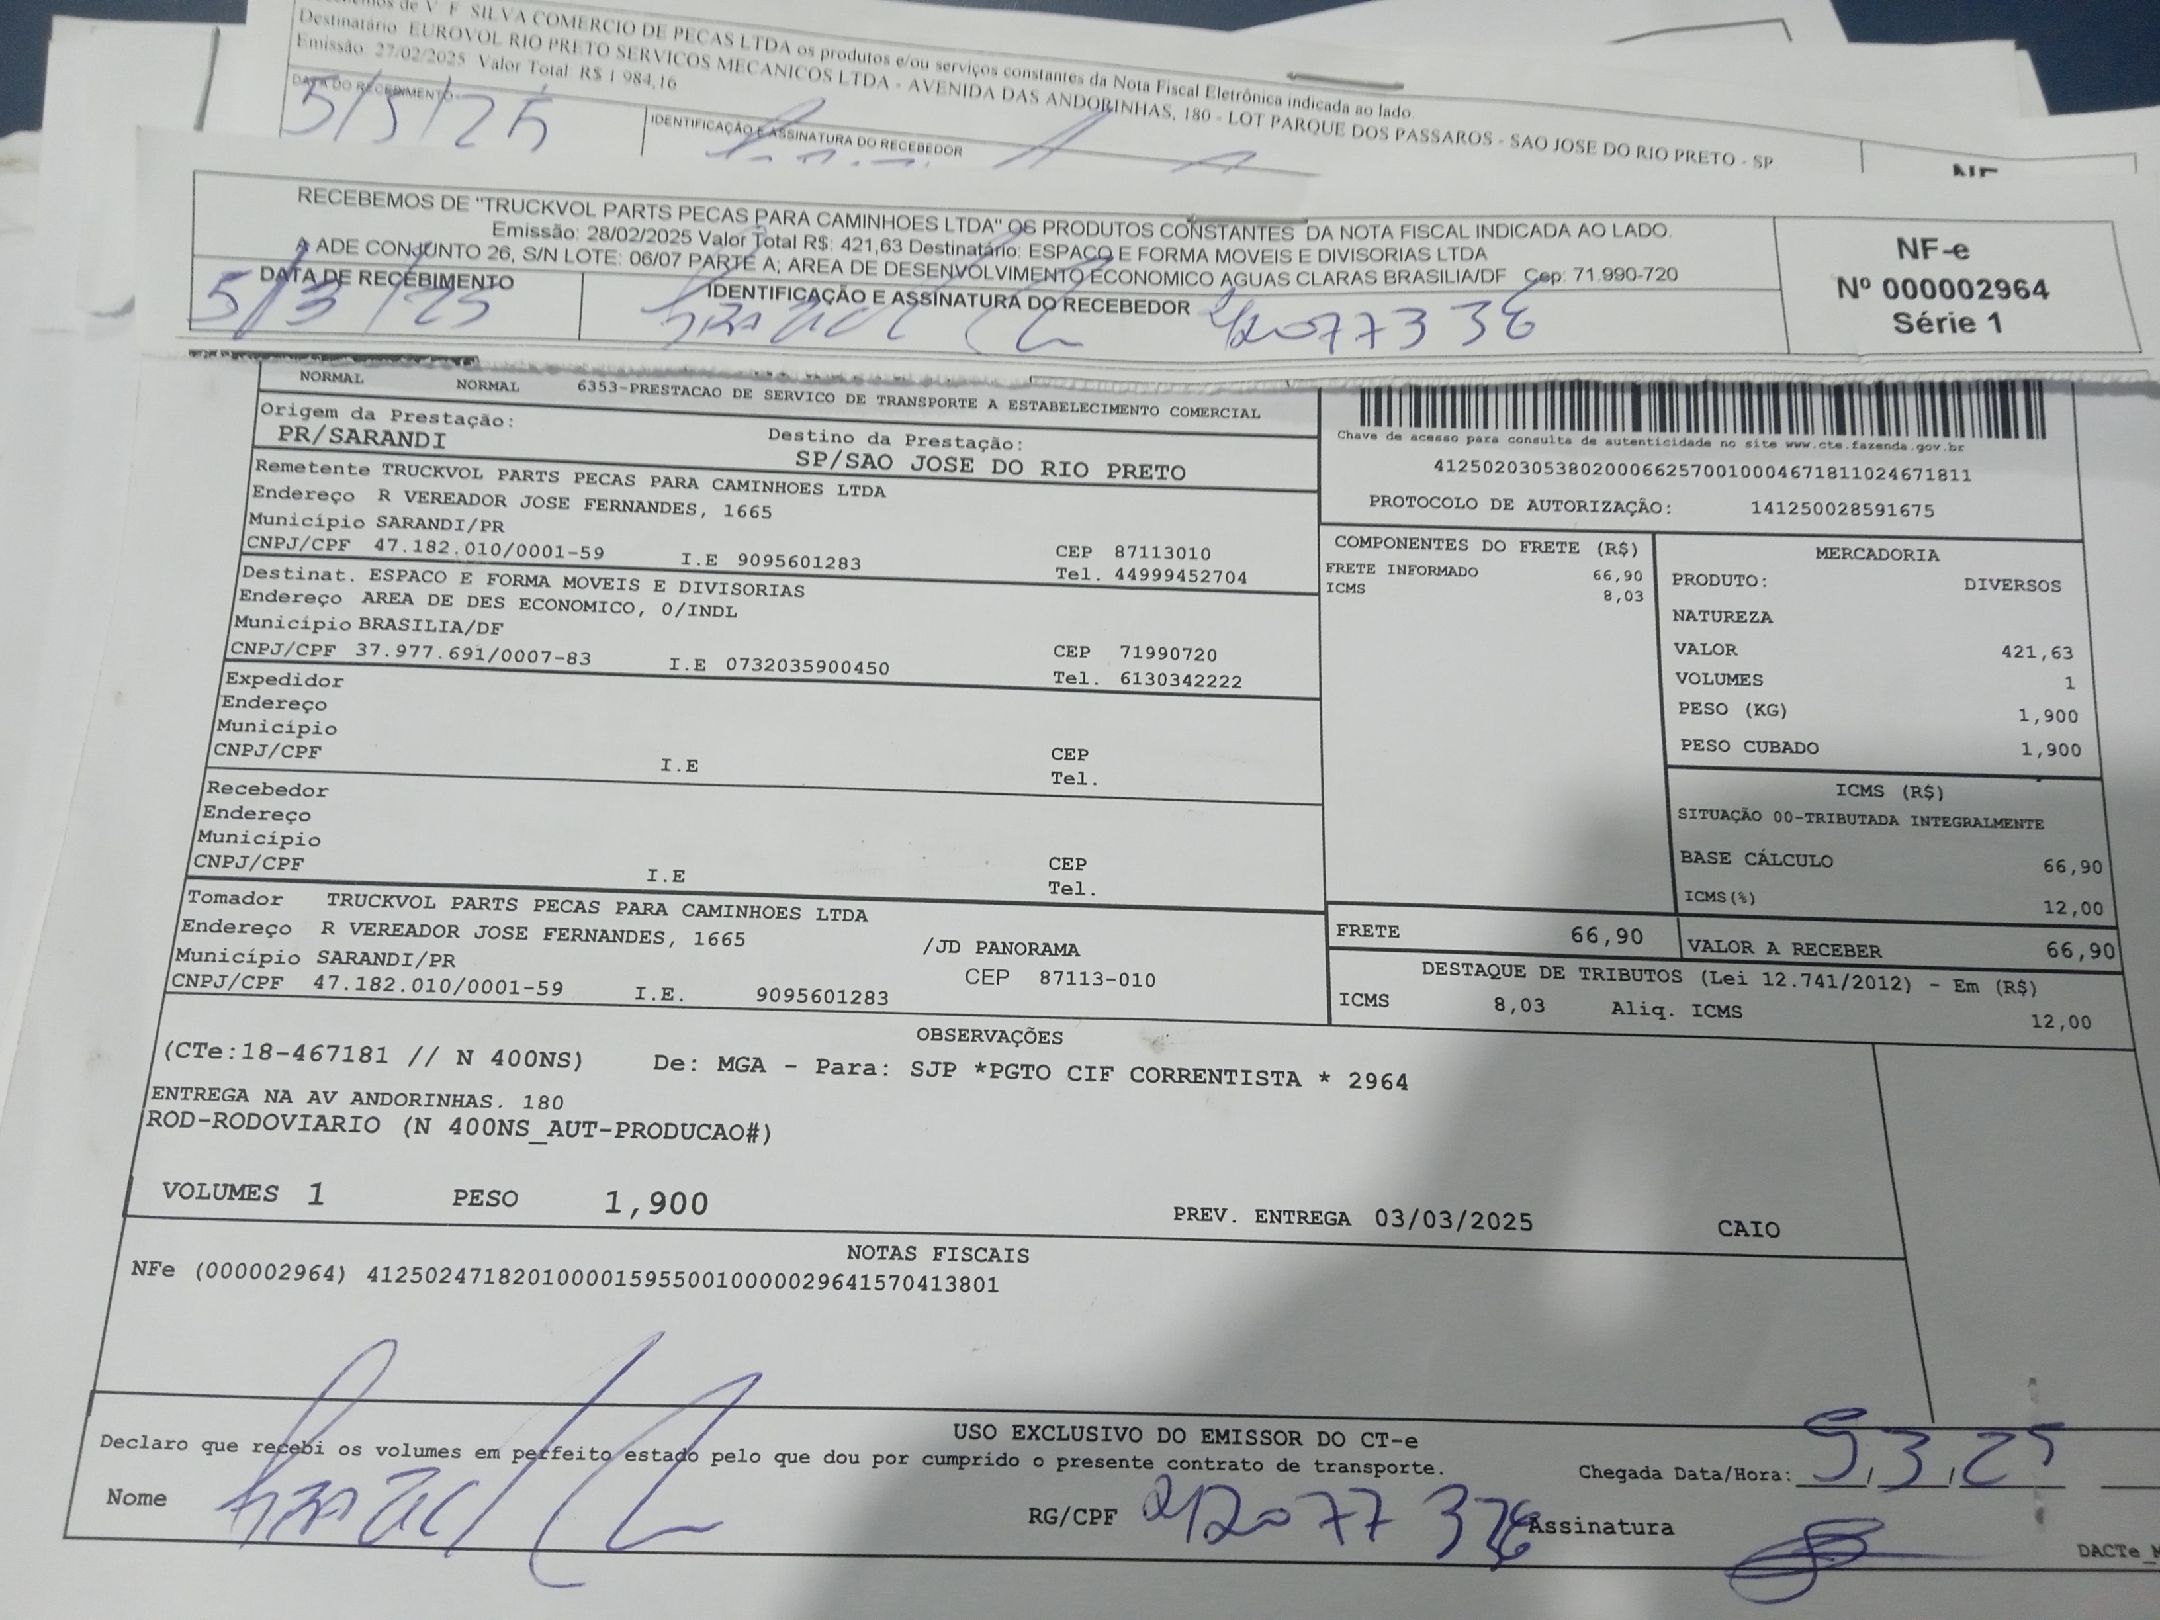 de V. F. SILVA COMERCIO DE PECAS LTDA os produtos e/ou serviços constantes da Nota Fiscal Eletrônica indicada ao lado.
Destinatário: EUROVOL RIO PRETO SERVICOS MECANICOS LTDA - AVENIDA DAS ANDORINHAS, 180 - LOT PARQUE DOS PASSAROS - SAO JOSE DO RIO PRETO - SP
Emissão: 27/02/2025 Valor Total: R$ 1.984,16
DATA DO RECEBIMENTO
5/3/25
IDENTIFICAÇÃO E ASSINATURA DO RECEBEDOR
RECEBEMOS DE "TRUCKVOL PARTS PECAS PARA CAMINHOES LTDA" OS PRODUTOS CONSTANTES DA NOTA FISCAL INDICADA AO LADO.
Emissão: 28/02/2025 Valor Total R$: 421,63 Destinatário: ESPACO E FORMA MOVEIS E DIVISORIAS LTDA
A ADE CONJUNTO 26, S/N LOTE: 06/07 PARTE A; AREA DE DESENVOLVIMENTO ECONOMICO AGUAS CLARAS BRASILIA/DF Cep: 71.990-720
DATA DE RECEBIMENTO
5/3/25
IDENTIFICAÇÃO E ASSINATURA DO RECEBEDOR
NF-e
Nº 000002964
Série 1
NORMAL NORMAL 6353-PRESTACAO DE SERVICO DE TRANSPORTE A ESTABELECIMENTO COMERCIAL
Origem da Prestação:
PR/SARANDI
Destino da Prestação:
SP/SAO JOSE DO RIO PRETO
Chave de acesso para consulta de autenticidade no site www.cte.fazenda.gov.br
41250203053802000662570010004671811024671811
PROTOCOLO DE AUTORIZAÇÃO: 141250028591675
Remetente TRUCKVOL PARTS PECAS PARA CAMINHOES LTDA
Endereço R VEREADOR JOSE FERNANDES, 1665
Município SARANDI/PR
CEP 87113010
CNPJ/CPF 47.182.010/0001-59 I.E 9095601283 Tel. 44999452704
Destinat. ESPACO E FORMA MOVEIS E DIVISORIAS
Endereço AREA DE DES ECONOMICO, 0/INDL
Município BRASILIA/DF
CEP 71990720
CNPJ/CPF 37.977.691/0007-83 I.E 0732035900450 Tel. 6130342222
Expedidor
Endereço
Município
CEP
CNPJ/CPF I.E Tel.
Recebedor
Endereço
Município
CEP
CNPJ/CPF I.E Tel.
Tomador TRUCKVOL PARTS PECAS PARA CAMINHOES LTDA
Endereço R VEREADOR JOSE FERNANDES, 1665 /JD PANORAMA
Município SARANDI/PR CEP 87113-010
CNPJ/CPF 47.182.010/0001-59 I.E. 9095601283
COMPONENTES DO FRETE (R$)
FRETE INFORMADO 66,90
ICMS 8,03
MERCADORIA
PRODUTO: DIVERSOS
NATUREZA
VALOR 421,63
VOLUMES 1
PESO (KG) 1,900
PESO CUBADO 1,900
ICMS (R$)
SITUAÇÃO 00-TRIBUTADA INTEGRALMENTE
BASE CÁLCULO 66,90
ICMS(%) 12,00
FRETE 66,90 VALOR A RECEBER 66,90
DESTAQUE DE TRIBUTOS (Lei 12.741/2012) - Em (R$)
ICMS 8,03 Aliq. ICMS 12,00
OBSERVAÇÕES
(CTe:18-467181 // N 400NS) De: MGA - Para: SJP *PGTO CIF CORRENTISTA * 2964
ENTREGA NA AV ANDORINHAS. 180
ROD-RODOVIARIO (N 400NS_AUT-PRODUCAO#)
VOLUMES 1 PESO 1,900 PREV. ENTREGA 03/03/2025 CAIO
NOTAS FISCAIS
NFe (000002964) 41250247182010000159550010000029641570413801
USO EXCLUSIVO DO EMISSOR DO CT-e
Declaro que recebi os volumes em perfeito estado pelo que dou por cumprido o presente contrato de transporte.
Chegada Data/Hora: 5/3/25
Nome
RG/CPF
Assinatura
DACTe